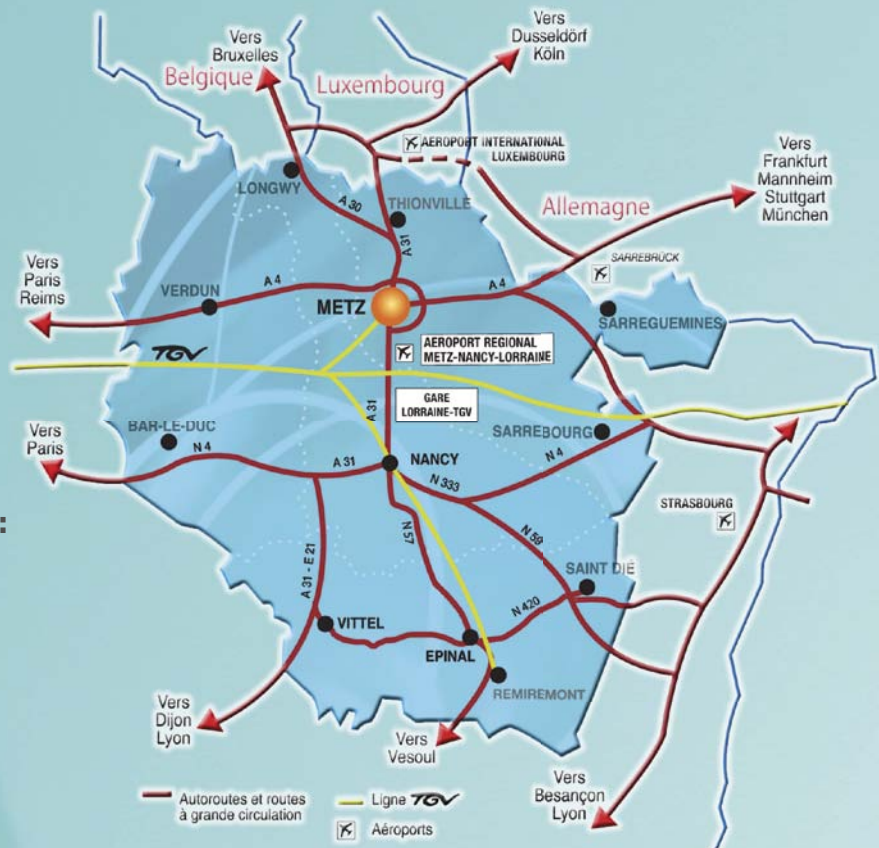 Vers
Bruxelles
Vers
Dusseldörf
Köln
Belgique
Luxembourg
AEROPORT INTERNATIONAL
LUXEMBOURG
Vers
Frankfurt
Mannheim
Stuttgart
München
LONGWY
A 30
THIONVILLE
A 31
Allemagne
SARREBRÜCK
Vers
Paris
Reims
A 4
VERDUN
METZ
A 4
SARREGUEMINES
AEROPORT REGIONAL
METZ-NANCY-LORRAINE
TGV
GARE
LORRAINE-TGV
A 31
BAR-LE-DUC
SARREBOURG
Vers
Paris
N 4
A 31
NANCY
N 333
N 4
STRASBOURG
:
N 57
N 59
A 31 - E 21
SAINT DIÉ
N 420
VITTEL
EPINAL
REMIREMONT
Vers
Dijon
Lyon
Vers
Vesoul
Vers
Besançon
Lyon
Autoroutes et routes
à grande circulation
Ligne TGV
Aéroports